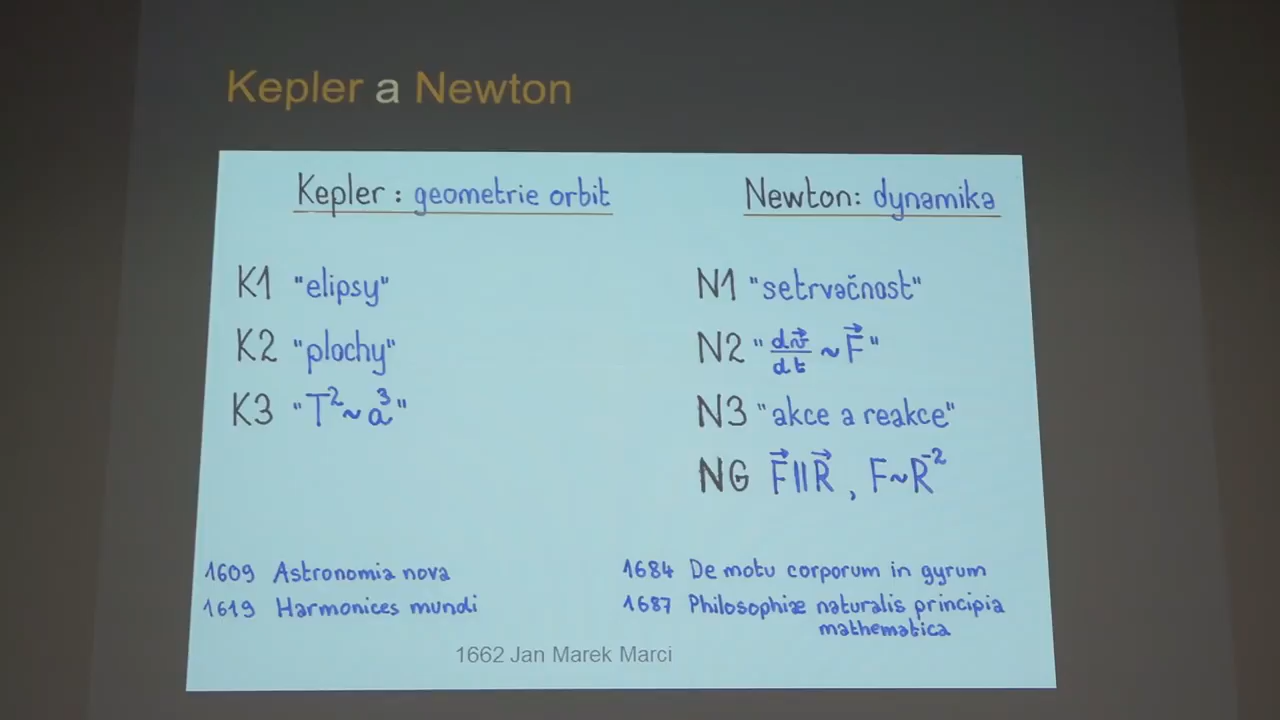 Kepler a Newton
Kepler : geometrie orbit
K1 "elipsy"
K2 "plochy"
K3 "T²~a³"
Newton: dynamika
N1 "setrvačnost"
N2 "dv⃗/dt ~ F⃗"
N3 "akce a reakce"
NG F⃗||R⃗, F~R⁻²
1609 Astronomia nova
1619 Harmonices mundi
1684 De motu corporum in gyrum
1687 Philosophiæ naturalis principia
mathematica
1662 Jan Marek Marci